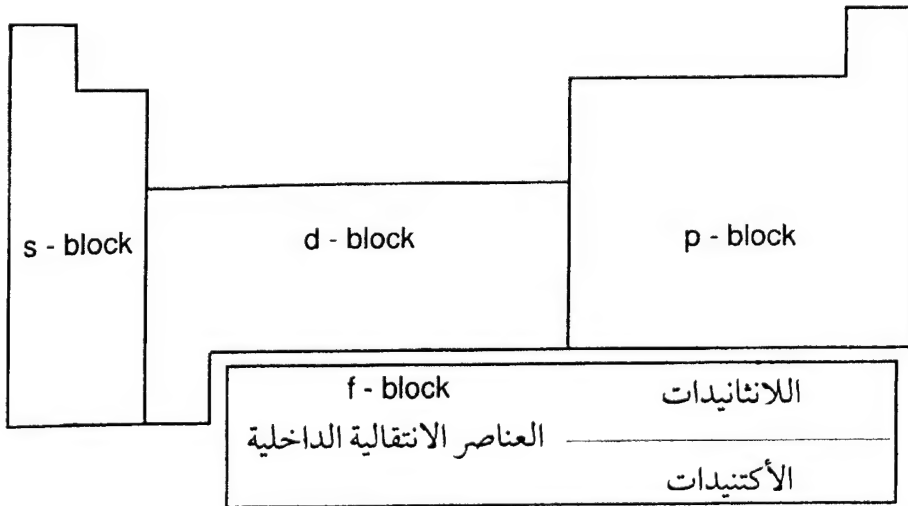 s - block
d - block
p - block
f - block
اللانثانيدات
العناصر الانتقالية الداخلية
الأكتنيدات